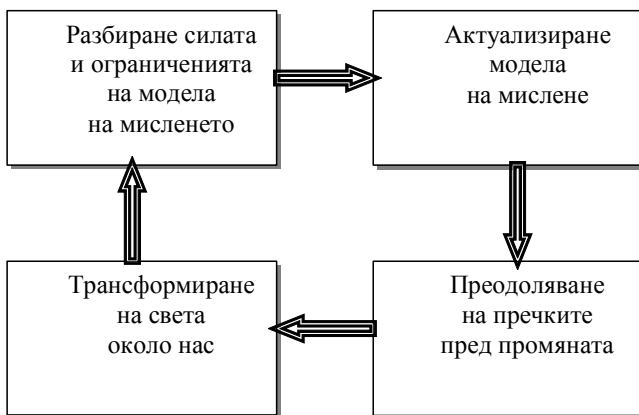 Разбиране силата
и ограниченията
на модела
на мисленето
Актуализиране
модела
на мислене
Преодоляване
на пречките
пред промяната
Трансформиране
на света
около нас